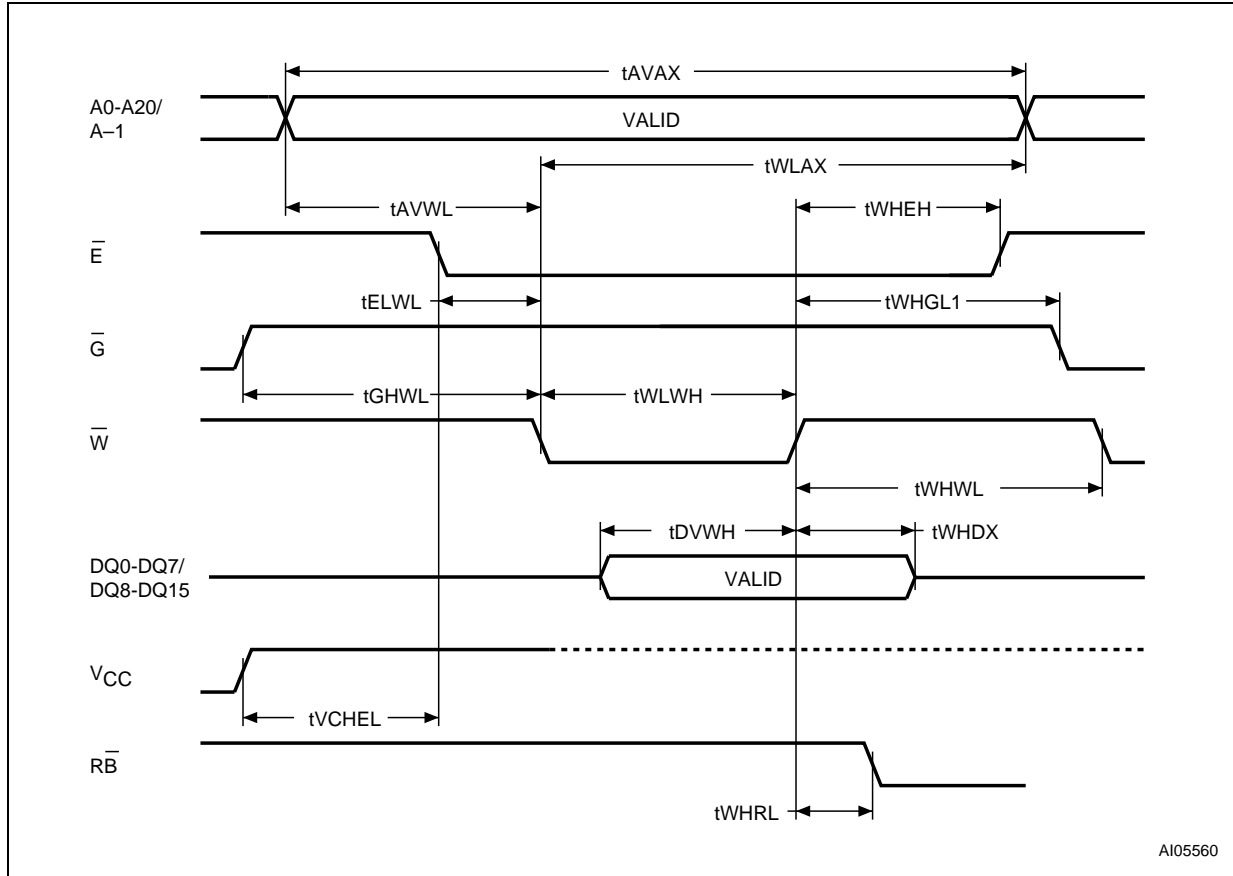 tAVAX
A0-A20/
A–1
VALID
tWLAX
tAVWL
tWHEH
E̅
tELWL
tWHGL1
G̅
tGHWL
tWLWH
W̅
tWHWL
tDVWH
tWHDX
DQ0-DQ7/
DQ8-DQ15
VALID
VCC
tVCHEL
RB̅
tWHRL
AI05560